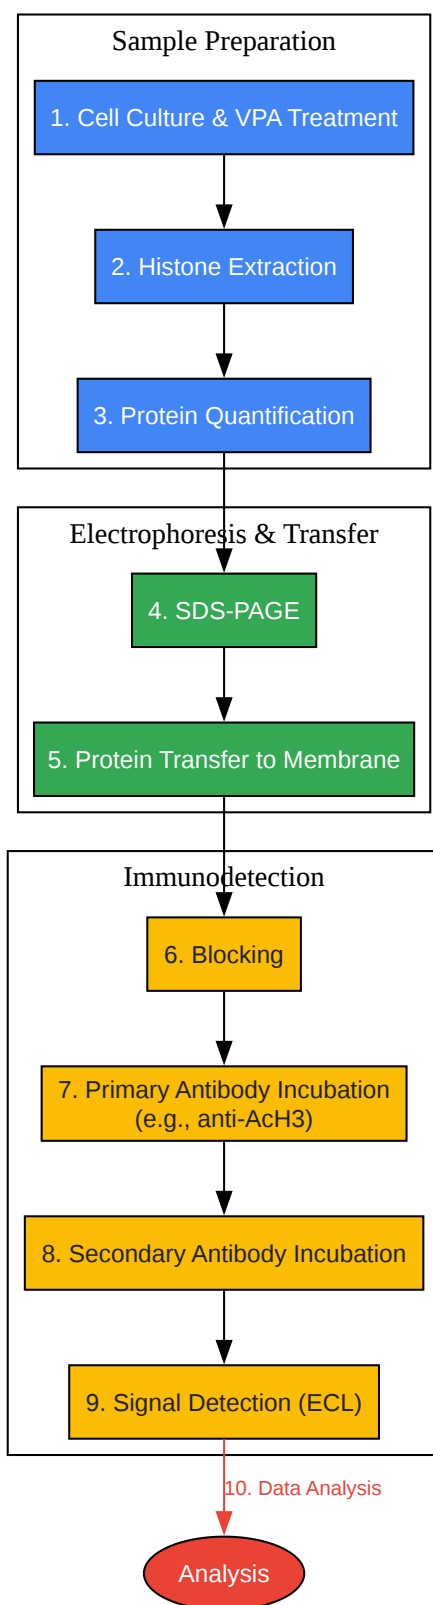 Sample Preparation
1. Cell Culture & VPA Treatment
2. Histone Extraction
3. Protein Quantification
Electrophoresis & Transfer
4. SDS-PAGE
5. Protein Transfer to Membrane
Immunodetection
6. Blocking
7. Primary Antibody Incubation
(e.g., anti-AcH3)
8. Secondary Antibody Incubation
9. Signal Detection (ECL)
10. Data Analysis
Analysis